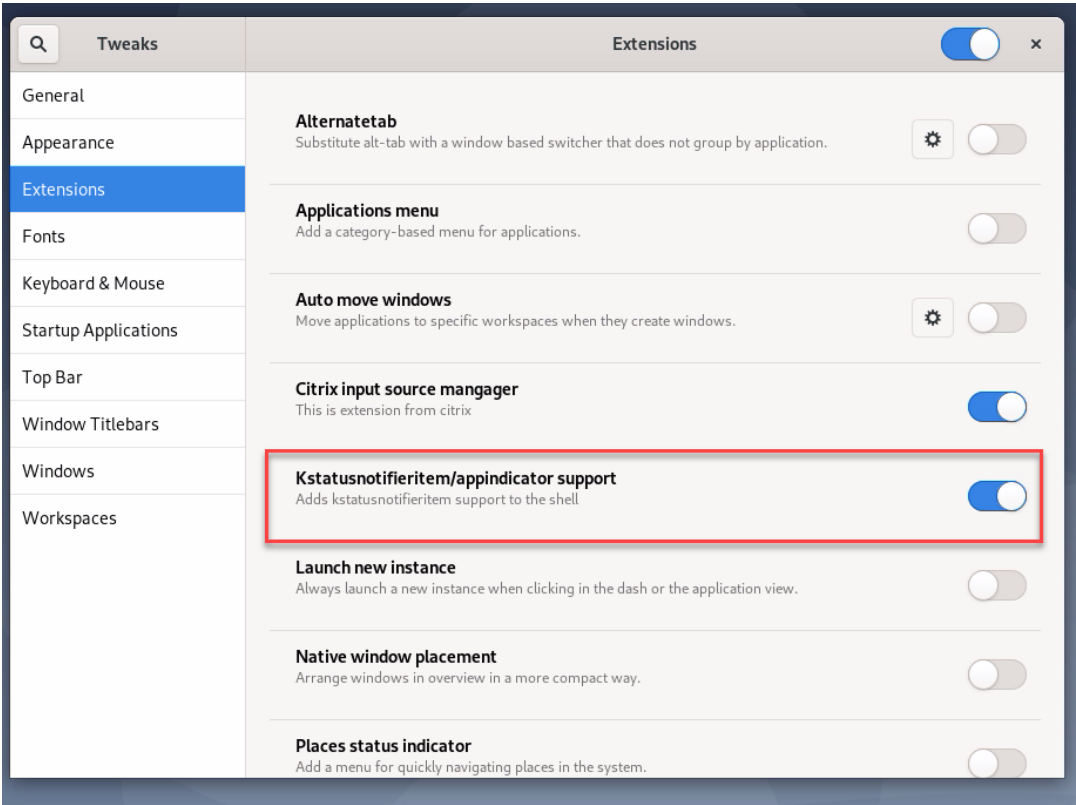 Tweaks
Extensions
General
Appearance
Extensions
Fonts
Keyboard & Mouse
Startup Applications
Top Bar
Window Titlebars
Windows
Workspaces
Alternatetab
Substitute alt-tab with a window based switcher that does not group by application.
Applications menu
Add a category-based menu for applications.
Auto move windows
Move applications to specific workspaces when they create windows.
Citrix input source mangager
This is extension from citrix
Kstatusnotifieritem/appindicator support
Adds kstatusnotifieritem support to the shell
Launch new instance
Always launch a new instance when clicking in the dash or the application view.
Native window placement
Arrange windows in overview in a more compact way.
Places status indicator
Add a menu for quickly navigating places in the system.